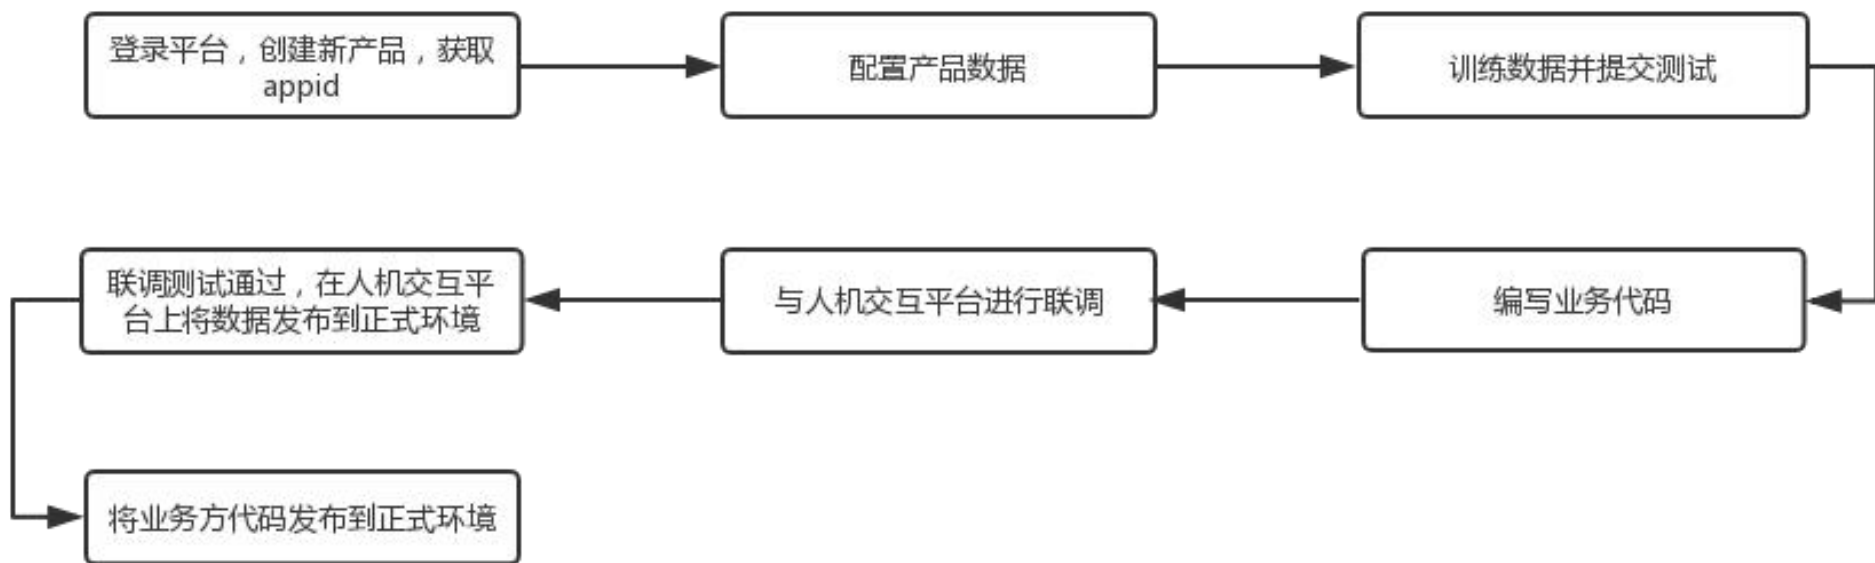 登录平台，创建新产品，获取
appid
配置产品数据
训练数据并提交测试
编写业务代码
与人机交互平台进行联调
联调测试通过，在人机交互平
台上将数据发布到正式环境
将业务方代码发布到正式环境